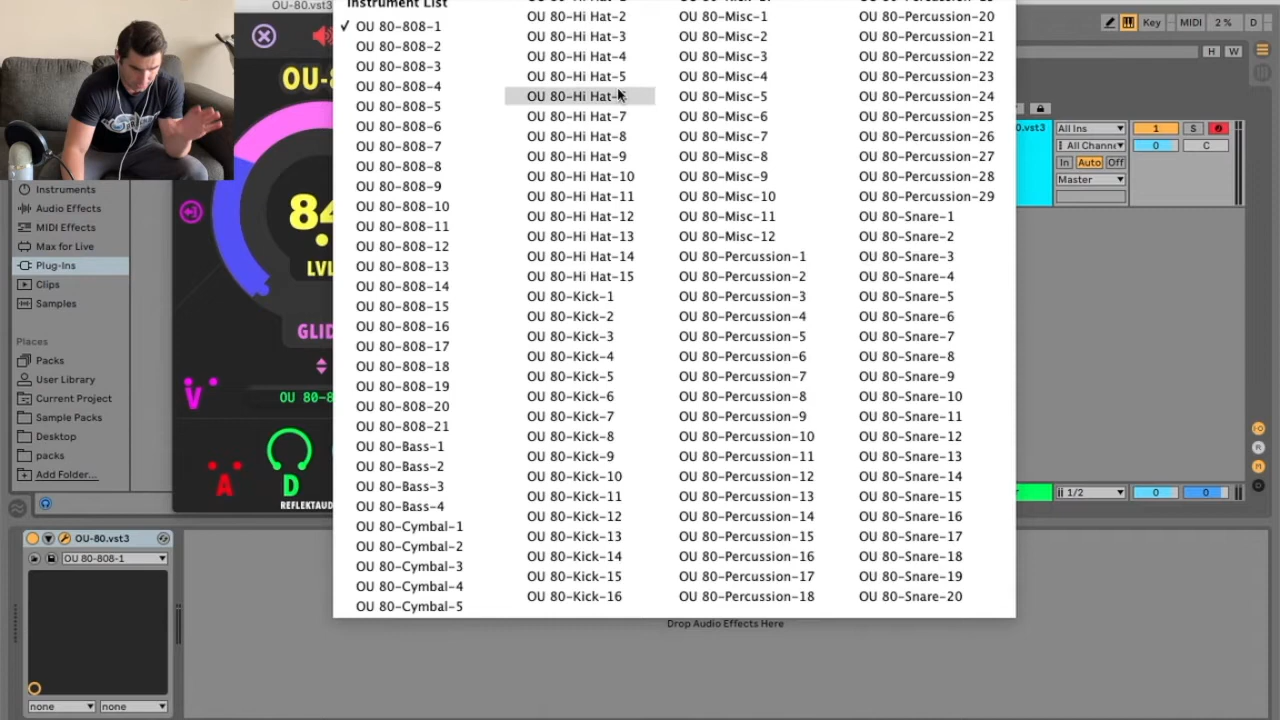 OU-80.vst3
Instrument List
✓ OU 80-808-1
OU 80-808-2
OU 80-808-3
OU 80-808-4
OU 80-808-5
OU 80-808-6
OU 80-808-7
OU 80-808-8
OU 80-808-9
OU 80-808-10
OU 80-808-11
OU 80-808-12
OU 80-808-13
OU 80-808-14
OU 80-808-15
OU 80-808-16
OU 80-808-17
OU 80-808-18
OU 80-808-19
OU 80-808-20
OU 80-808-21
OU 80-Bass-1
OU 80-Bass-2
OU 80-Bass-3
OU 80-Bass-4
OU 80-Cymbal-1
OU 80-Cymbal-2
OU 80-Cymbal-3
OU 80-Cymbal-4
OU 80-Cymbal-5
OU 80-Hi Hat-2
OU 80-Hi Hat-3
OU 80-Hi Hat-4
OU 80-Hi Hat-5
OU 80-Hi Hat-
OU 80-Hi Hat-7
OU 80-Hi Hat-8
OU 80-Hi Hat-9
OU 80-Hi Hat-10
OU 80-Hi Hat-11
OU 80-Hi Hat-12
OU 80-Hi Hat-13
OU 80-Hi Hat-14
OU 80-Hi Hat-15
OU 80-Kick-1
OU 80-Kick-2
OU 80-Kick-3
OU 80-Kick-4
OU 80-Kick-5
OU 80-Kick-6
OU 80-Kick-7
OU 80-Kick-8
OU 80-Kick-9
OU 80-Kick-10
OU 80-Kick-11
OU 80-Kick-12
OU 80-Kick-13
OU 80-Kick-14
OU 80-Kick-15
OU 80-Kick-16
OU 80-Misc-1
OU 80-Misc-2
OU 80-Misc-3
OU 80-Misc-4
OU 80-Misc-5
OU 80-Misc-6
OU 80-Misc-7
OU 80-Misc-8
OU 80-Misc-9
OU 80-Misc-10
OU 80-Misc-11
OU 80-Misc-12
OU 80-Percussion-1
OU 80-Percussion-2
OU 80-Percussion-3
OU 80-Percussion-4
OU 80-Percussion-5
OU 80-Percussion-6
OU 80-Percussion-7
OU 80-Percussion-8
OU 80-Percussion-9
OU 80-Percussion-10
OU 80-Percussion-11
OU 80-Percussion-12
OU 80-Percussion-13
OU 80-Percussion-14
OU 80-Percussion-15
OU 80-Percussion-16
OU 80-Percussion-17
OU 80-Percussion-18
OU 80-Percussion-20
OU 80-Percussion-21
OU 80-Percussion-22
OU 80-Percussion-23
OU 80-Percussion-24
OU 80-Percussion-25
OU 80-Percussion-26
OU 80-Percussion-27
OU 80-Percussion-28
OU 80-Percussion-29
OU 80-Snare-1
OU 80-Snare-2
OU 80-Snare-3
OU 80-Snare-4
OU 80-Snare-5
OU 80-Snare-6
OU 80-Snare-7
OU 80-Snare-8
OU 80-Snare-9
OU 80-Snare-10
OU 80-Snare-11
OU 80-Snare-12
OU 80-Snare-13
OU 80-Snare-14
OU 80-Snare-15
OU 80-Snare-16
OU 80-Snare-17
OU 80-Snare-18
OU 80-Snare-19
OU 80-Snare-20
Key MIDI 2 % D
H W
0.vst3 All Ins 1 S
All Channe 0 C
In Auto Off
Master
1/2 0 0
Instruments
Audio Effects
MIDI Effects
Max for Live
Plug-Ins
Clips
Samples
Places
Packs
User Library
Current Project
Sample Packs
Desktop
packs
Add Folder...
OU-
84
LVL
GLID
V OU 80-8
A D
REFLEKTAUD
OU-80.vst3
OU 80-808-1
none none
Drop Audio Effects Here